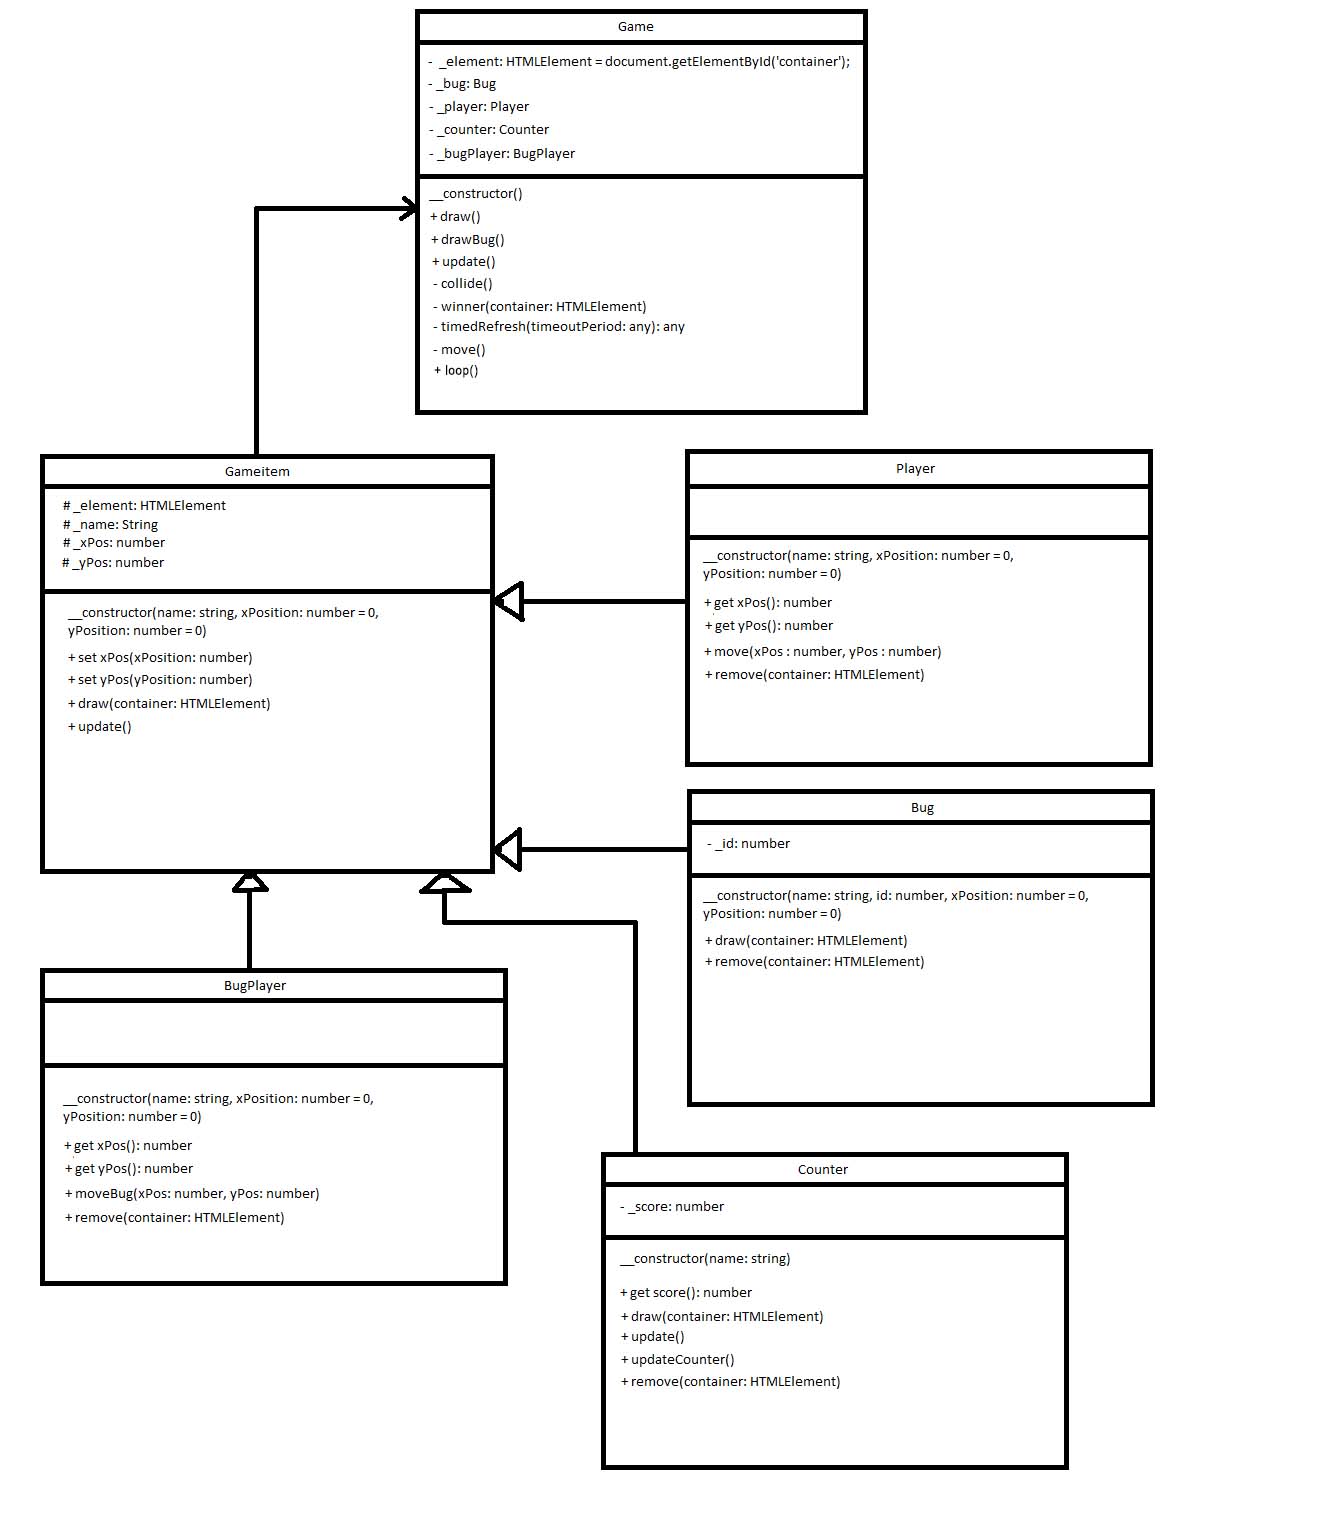 Game
- _element: HTMLElement = document.getElementById('container');
- _bug: Bug
- _player: Player
- _counter: Counter
- _bugPlayer: BugPlayer
__constructor()
+ draw()
+ drawBug()
+ update()
- collide()
- winner(container: HTMLElement)
- timedRefresh(timeoutPeriod: any): any
- move()
+ loop()
Gameitem
# _element: HTMLElement
# _name: String
# _xPos: number
# _yPos: number
__constructor(name: string, xPosition: number = 0,
yPosition: number = 0)
+ set xPos(xPosition: number)
+ set yPos(yPosition: number)
+ draw(container: HTMLElement)
+ update()
Player
__constructor(name: string, xPosition: number = 0,
yPosition: number = 0)
+ get xPos(): number
+ get yPos(): number
+ move(xPos : number, yPos : number)
+ remove(container: HTMLElement)
Bug
- _id: number
__constructor(name: string, id: number, xPosition: number = 0,
yPosition: number = 0)
+ draw(container: HTMLElement)
+ remove(container: HTMLElement)
BugPlayer
__constructor(name: string, xPosition: number = 0,
yPosition: number = 0)
+ get xPos(): number
+ get yPos(): number
+ moveBug(xPos: number, yPos: number)
+ remove(container: HTMLElement)
Counter
- _score: number
__constructor(name: string)
+ get score(): number
+ draw(container: HTMLElement)
+ update()
+ updateCounter()
+ remove(container: HTMLElement)